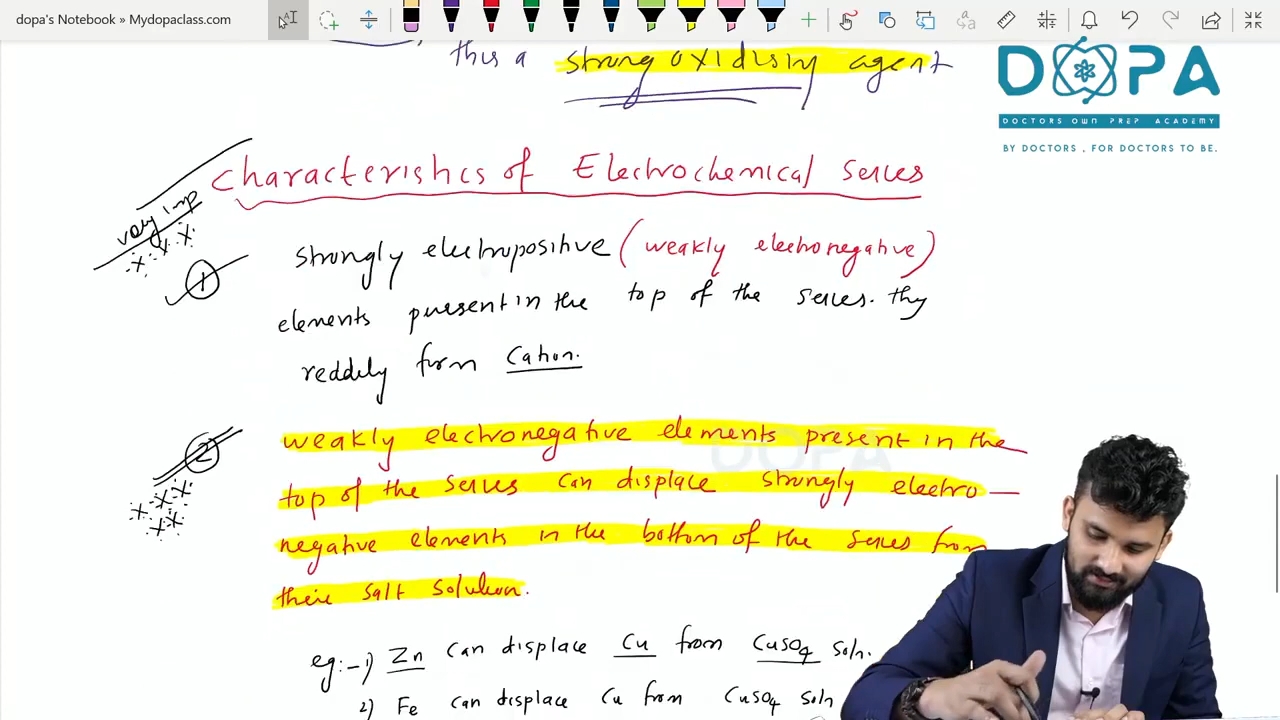 dopa's Notebook » Mydopaclass.com
this a strong oxidising agent
DOPA
DOCTORS OWN PREP ACADEMY
BY DOCTORS , FOR DOCTORS TO BE.
Characteristics of Electrochemical series
very imp
1 strongly electropositive (weakly electronegative)
elements present in the top of the series. they
reddily form Cation.
2 weakly electronegative elements present in the
top of the series can displace strongly electro —
negative elements in the bottom of the series from
their salt solution.
eg:- 1) Zn can displace Cu from CuSO4 soln.
2) Fe can displace Cu from CuSO4 soln
DOPA